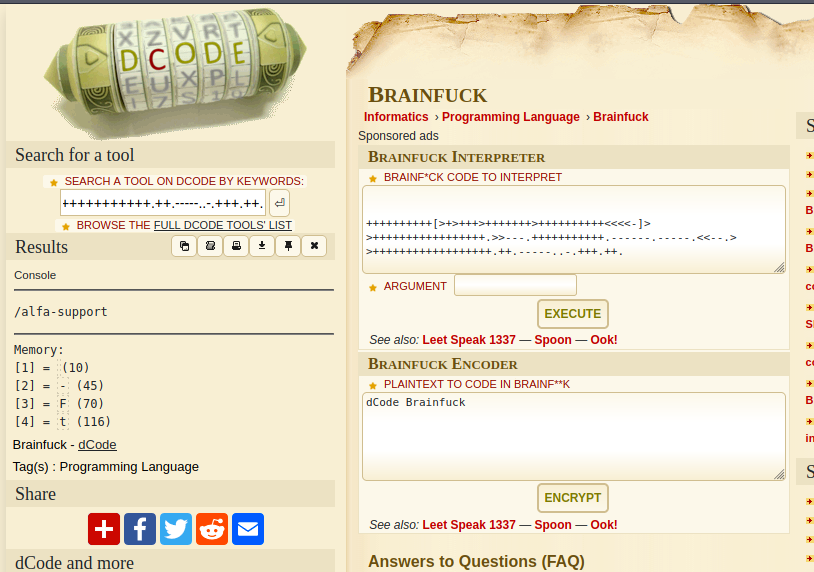 X Z V R T
D C O D E
E U X P L
Search for a tool
SEARCH A TOOL ON DCODE BY KEYWORDS:
+++++++++++.++.-----..-.+++.++.
BROWSE THE FULL DCODE TOOLS' LIST
Results
Console
/alfa-support
Memory:
[1] = (10)
[2] = - (45)
[3] = F (70)
[4] = t (116)
Brainfuck - dCode
Tag(s) : Programming Language
Share
dCode and more
BRAINFUCK
Informatics › Programming Language › Brainfuck
Sponsored ads
BRAINFUCK INTERPRETER
BRAINF*CK CODE TO INTERPRET
++++++++++[>+>+++>+++++++>++++++++++<<<<-]>
>+++++++++++++++++.>>---.+++++++++++.------.-----.<<--.>
>++++++++++++++++++.++.-----..-.+++.++.
ARGUMENT
EXECUTE
See also: Leet Speak 1337 — Spoon — Ook!
BRAINFUCK ENCODER
PLAINTEXT TO CODE IN BRAINF**K
dCode Brainfuck
ENCRYPT
See also: Leet Speak 1337 — Spoon — Ook!
Answers to Questions (FAQ)